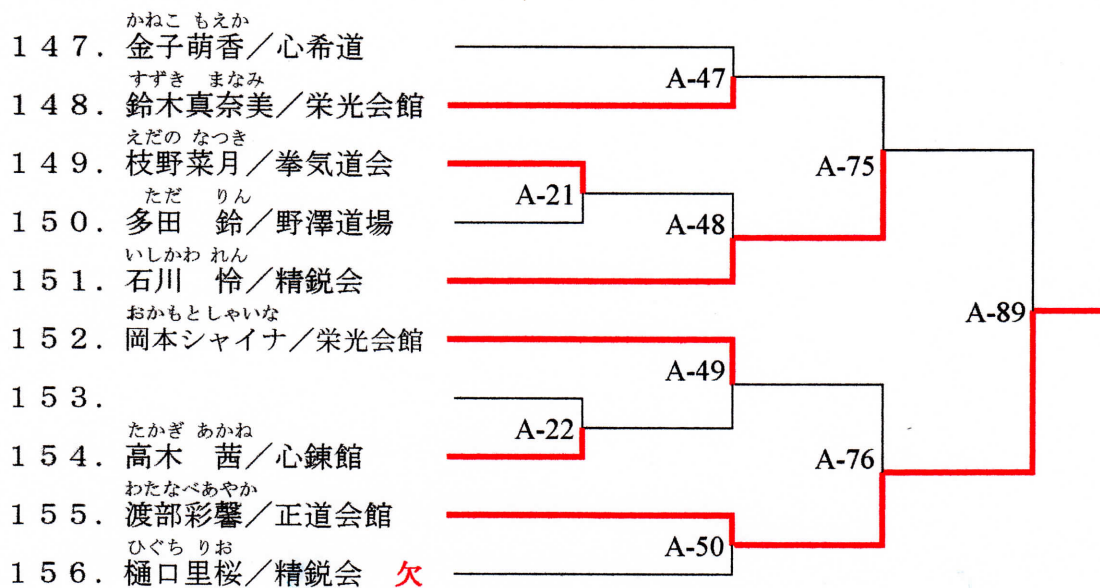 かねこ もえか
１４７．金子萌香／心希道
A-47
すずき まなみ
１４８．鈴木真奈美／栄光会館
えだの なつき
１４９．枝野菜月／拳気道会
A-75
A-21
ただ りん
１５０．多田 鈴／野澤道場
A-48
いしかわ れん
１５１．石川 怜／精鋭会
おかもとしゃいな
A-89
１５２．岡本シャイナ／栄光会館
A-49
１５３．
A-22
たかぎ あかね
１５４．高木 茜／心錬館
A-76
わたなべあやか
１５５．渡部彩馨／正道会館
A-50
ひぐち りお
１５６．樋口里桜／精鋭会 欠